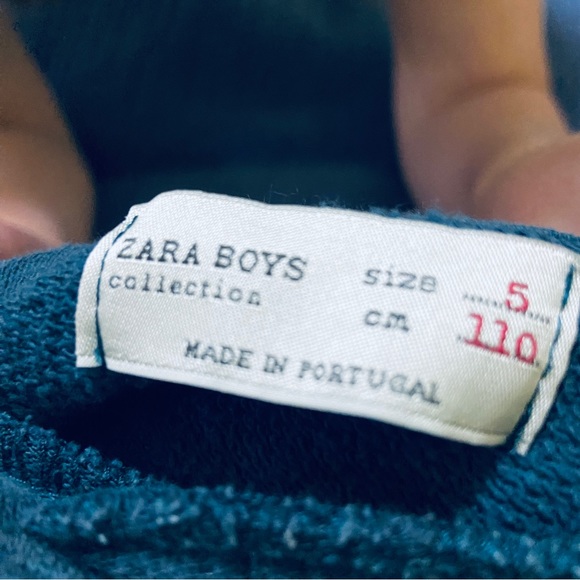 ZARA BOYS size 5
collection cm 110
MADE IN PORTUGAL